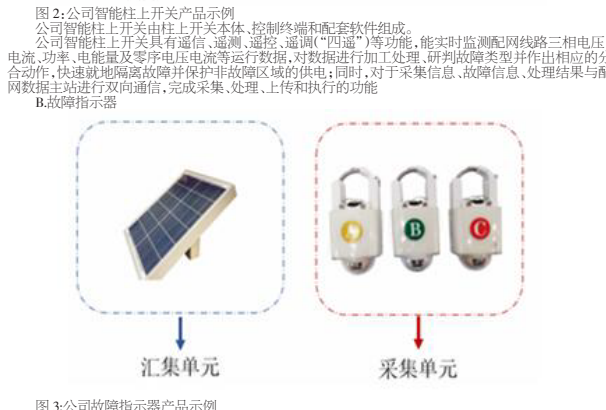 图2:公司智能柱上开关产品示例
公司智能柱上开关由柱上开关本体、控制终端和配套软件组成。
公司智能柱上开关具有遥信、遥测、遥控、遥调(“四遥”)等功能,能实时监测配网线路三相电压
电流、功率、电能量及零序电压电流等运行数据,对数据进行加工处理、研判故障类型并作出相应的分
合动作,快速就地隔离故障并保护非故障区域的供电;同时,对于采集信息、故障信息、处理结果与配
网数据主站进行双向通信,完成采集、处理、上传和执行的功能
B.故障指示器
B
C
汇集单元
采集单元
图3:公司故障指示器产品示例